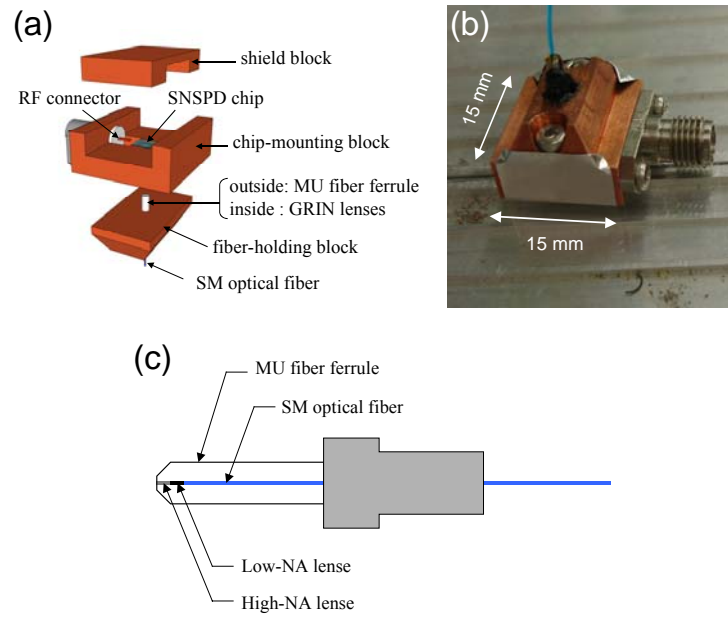 (a)
shield block
RF connector
SNSPD chip
chip-mounting block
outside: MU fiber ferrule
inside : GRIN lenses
fiber-holding block
SM optical fiber
(b)
15 mm
15 mm
(c)
MU fiber ferrule
SM optical fiber
Low-NA lense
High-NA lense